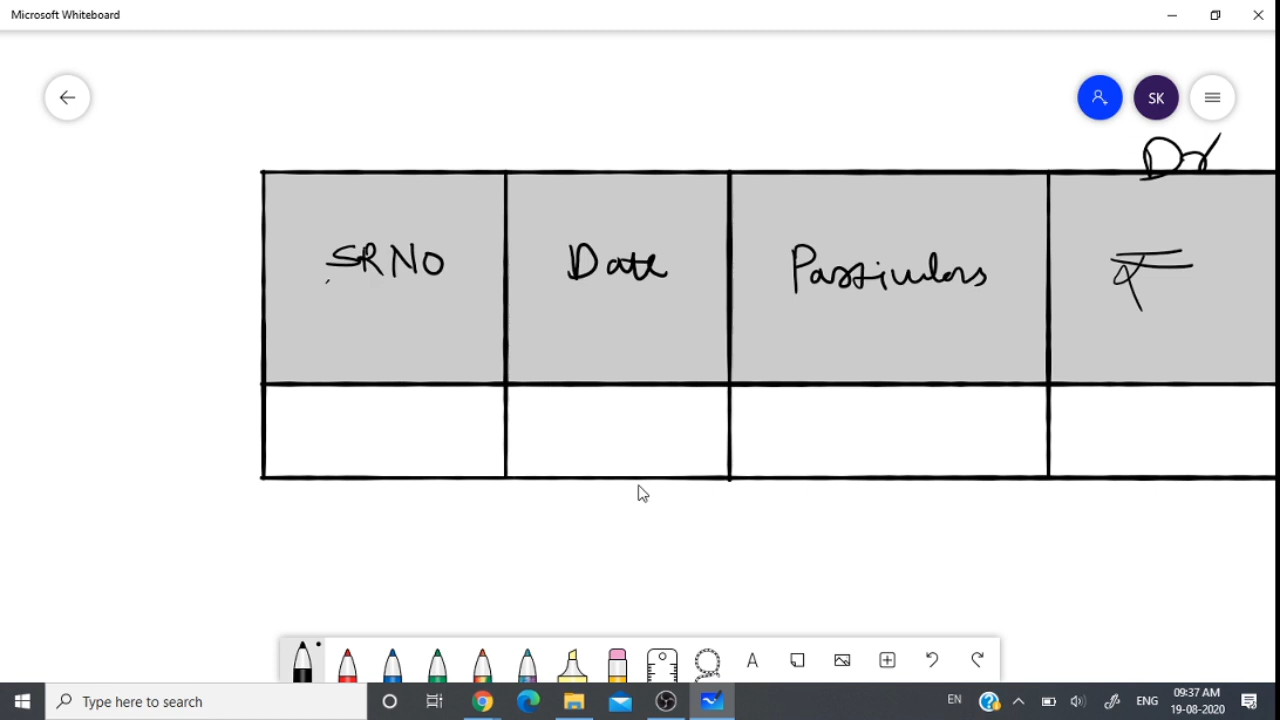 Microsoft Whiteboard
SK
Dr
SRNO
Date
Particulars
₹
A
Type here to search
EN
ENG
09:37 AM
19-08-2020